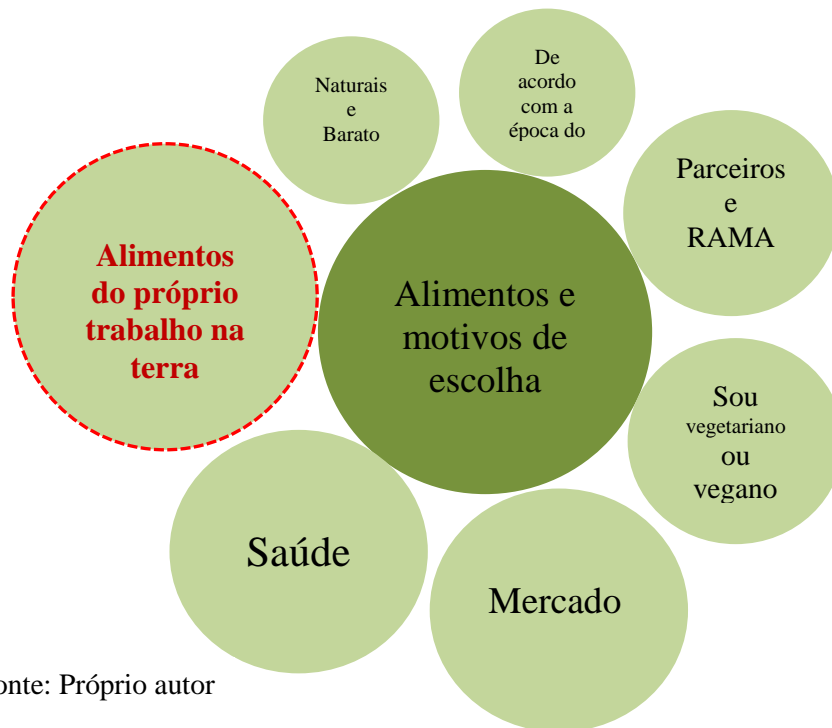 Naturais
e
Barato
De
acordo
com a
época do
Parceiros
e
RAMA
Alimentos
do próprio
trabalho na
terra
Alimentos e
motivos de
escolha
Sou
vegetariano
ou
vegano
Saúde
Mercado
onte: Próprio autor